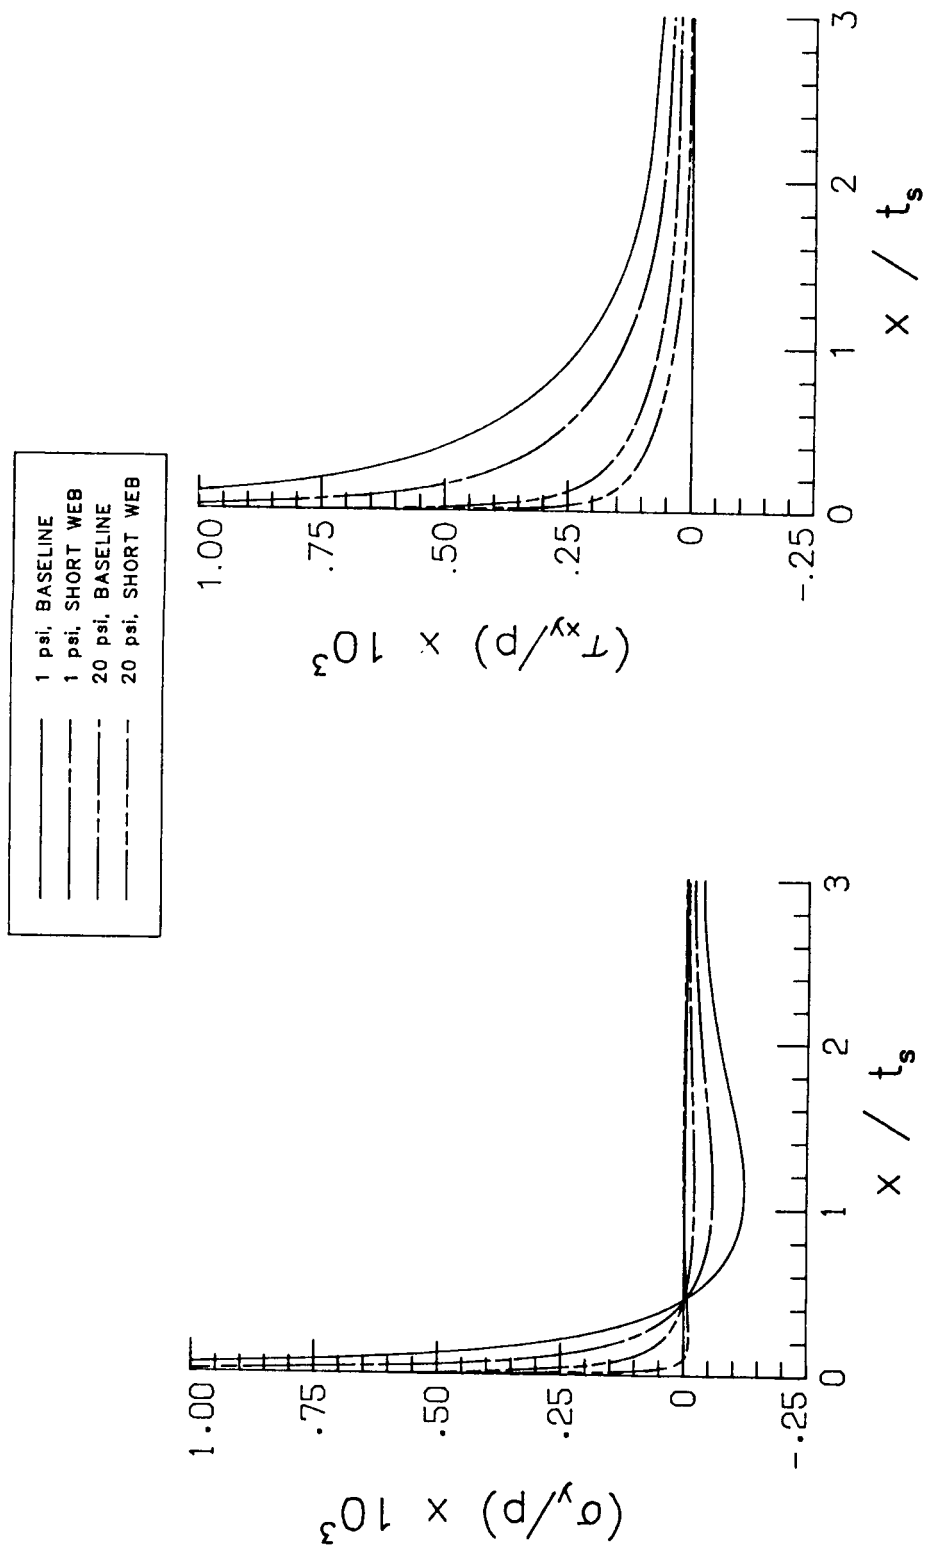 1 psi, BASELINE
1 psi, SHORT WEB
20 psi, BASELINE
20 psi, SHORT WEB
(σy/p) x 10³
1.00
.75
.50
.25
0
-.25
0
1
2
3
x / ts
(τxy/p) x 10³
1.00
.75
.50
.25
0
-.25
0
1
2
3
x / ts